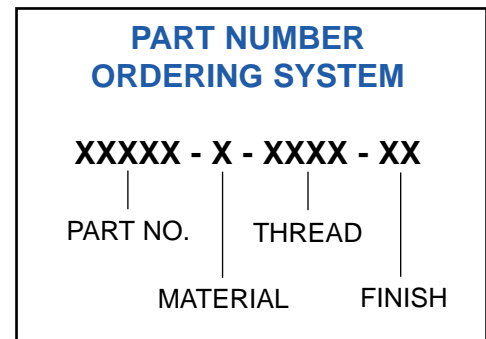 PART NUMBER
ORDERING SYSTEM
XXXXX - X - XXXX - XX
PART NO. THREAD
MATERIAL FINISH